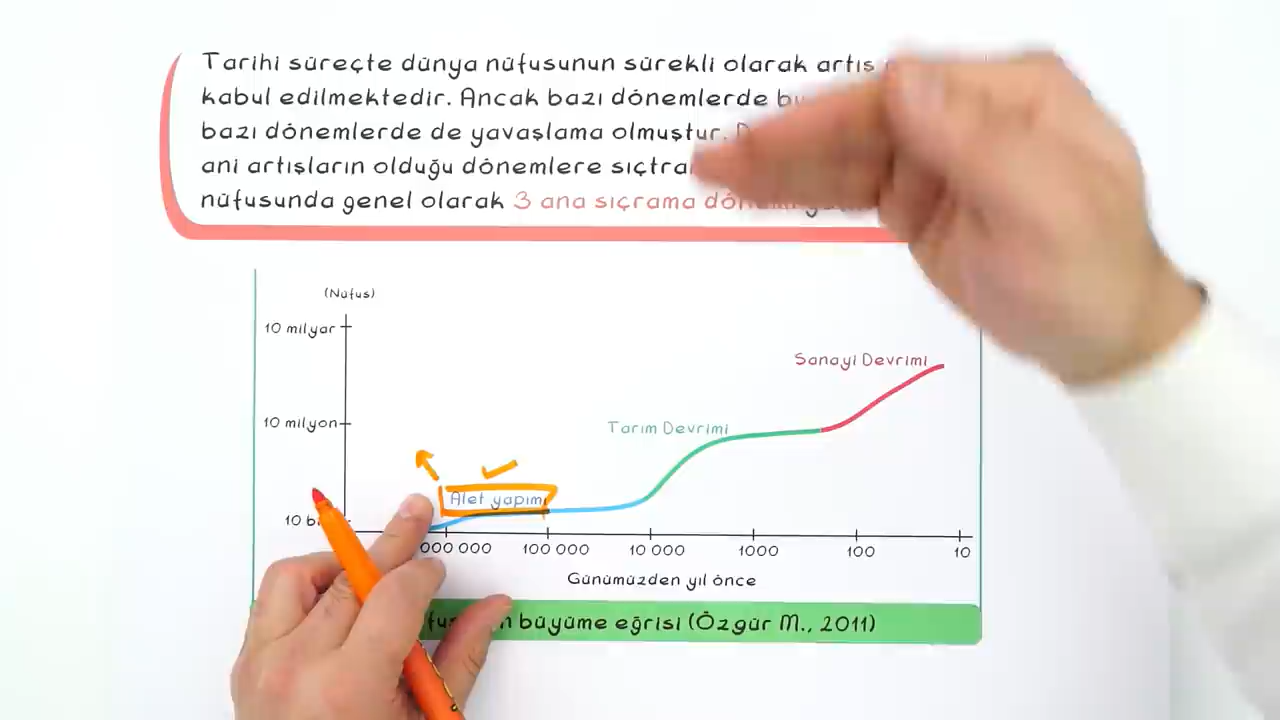 Tarihi süreçte dünya nüfusunun sürekli olarak artış
kabul edilmektedir. Ancak bazı dönemlerde
bazı dönemlerde de yavaşlama olmuştur.
ani artışların olduğu dönemlere
nüfusunda genel olarak 3 ana sıçrama
(Nüfus)
10 milyar
Sanayi Devrimi
10 milyon
Tarım Devrimi
Alet yapımı
10
000 000 100 000 10 000 1000 100 10
Günümüzden yıl önce
büyüme eğrisi (Özgür M., 2011)